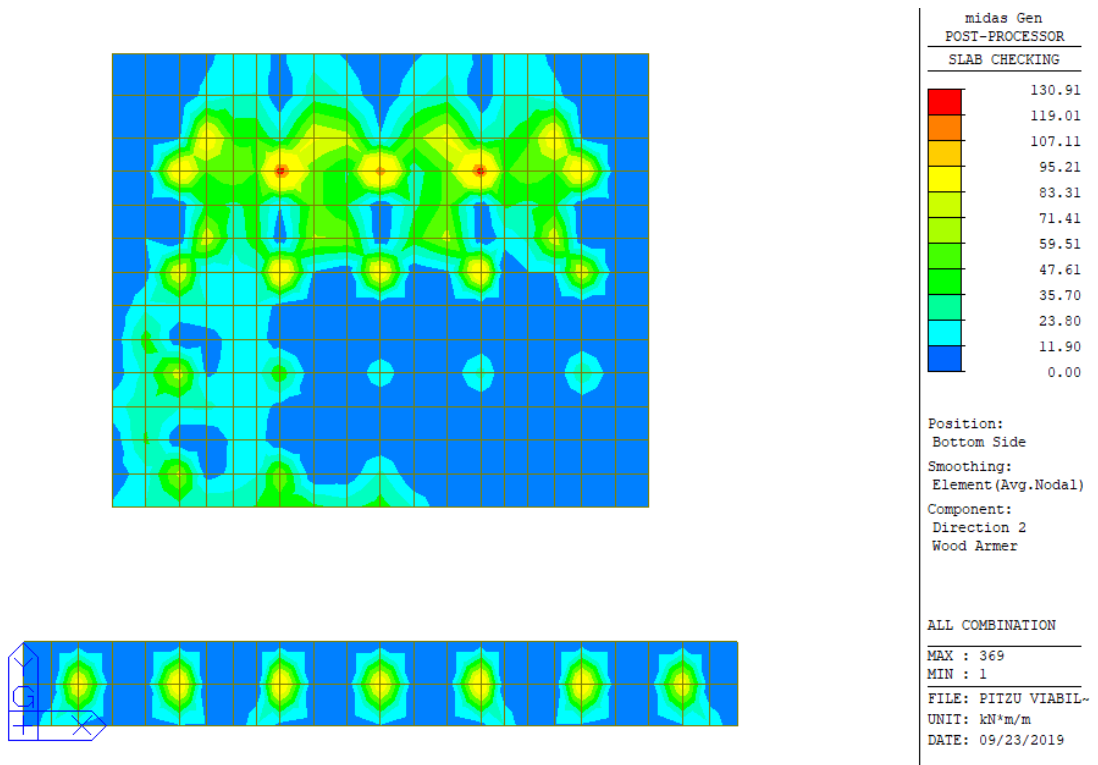 midas Gen
POST-PROCESSOR
SLAB CHECKING
130.91
119.01
107.11
95.21
83.31
71.41
59.51
47.61
35.70
23.80
11.90
0.00
Position:
Bottom Side
Smoothing:
Element(Avg.Nodal)
Component:
Direction 2
Wood Armer
ALL COMBINATION
MAX : 369
MIN : 1
FILE: PITZU VIABIL~
UNIT: kN*m/m
DATE: 09/23/2019
Y
G
X